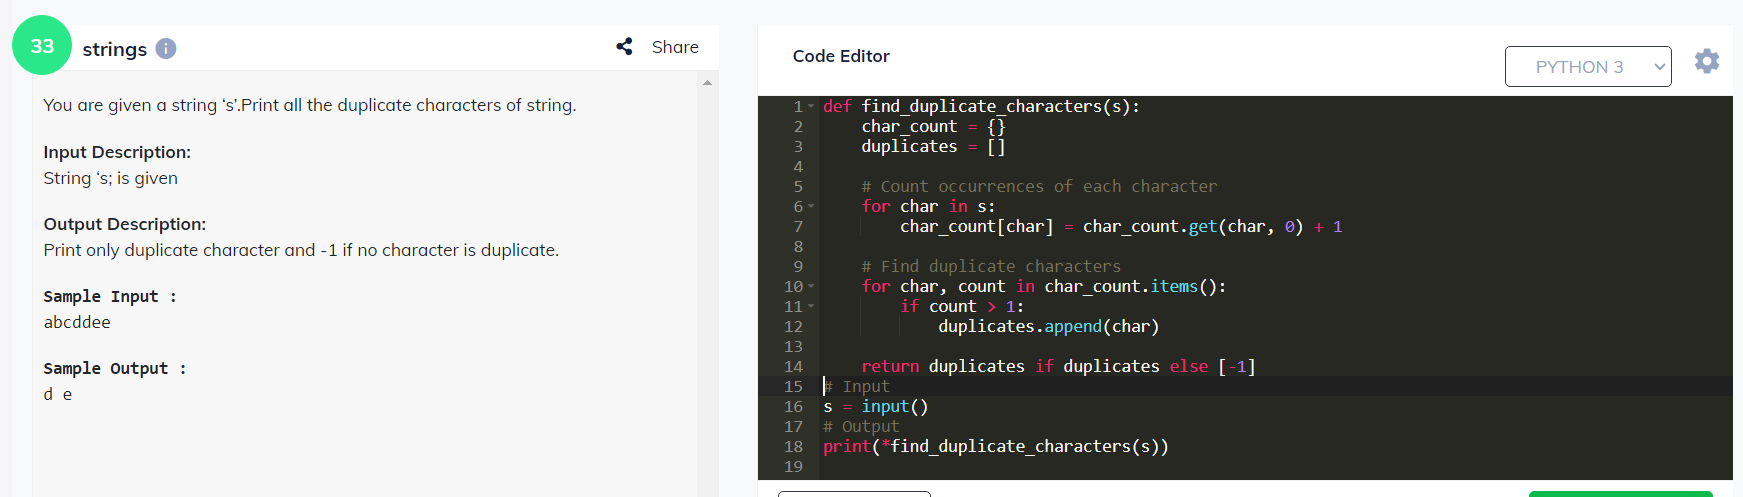 33
strings
i
Share
You are given a string ‘s’.Print all the duplicate characters of string.
Input Description:
String ‘s; is given
Output Description:
Print only duplicate character and -1 if no character is duplicate.
Sample Input :
abcddee
Sample Output :
d e
Code Editor
PYTHON 3
1 def find_duplicate_characters(s):
2     char_count = {}
3     duplicates = []
4
5     # Count occurrences of each character
6     for char in s:
7         char_count[char] = char_count.get(char, 0) + 1
8
9     # Find duplicate characters
10     for char, count in char_count.items():
11         if count > 1:
12             duplicates.append(char)
13
14     return duplicates if duplicates else [-1]
15 # Input
16 s = input()
17 # Output
18 print(*find_duplicate_characters(s))
19